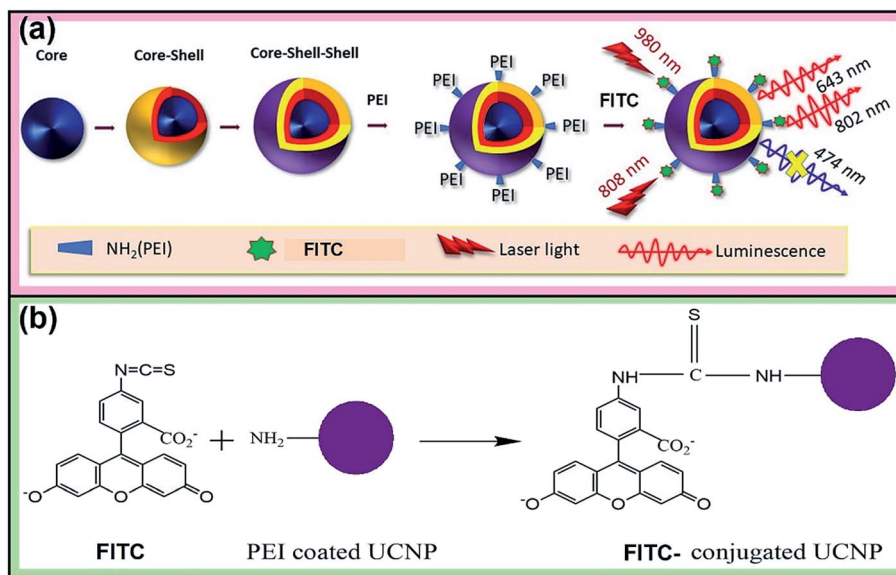 (a)
Core
Core-Shell
Core-Shell-Shell
PEI
PEI
PEI
PEI
PEI
PEI
PEI
PEI
PEI
FITC
980 nm
808 nm
643 nm
802 nm
474 nm
NH₂(PEI)
FITC
Laser light
Luminescence
(b)
N=C=S
CO₂⁻
⁻O
O
O
+
NH₂
S
NH
C
NH
CO₂⁻
⁻O
O
O
FITC
PEI coated UCNP
FITC- conjugated UCNP